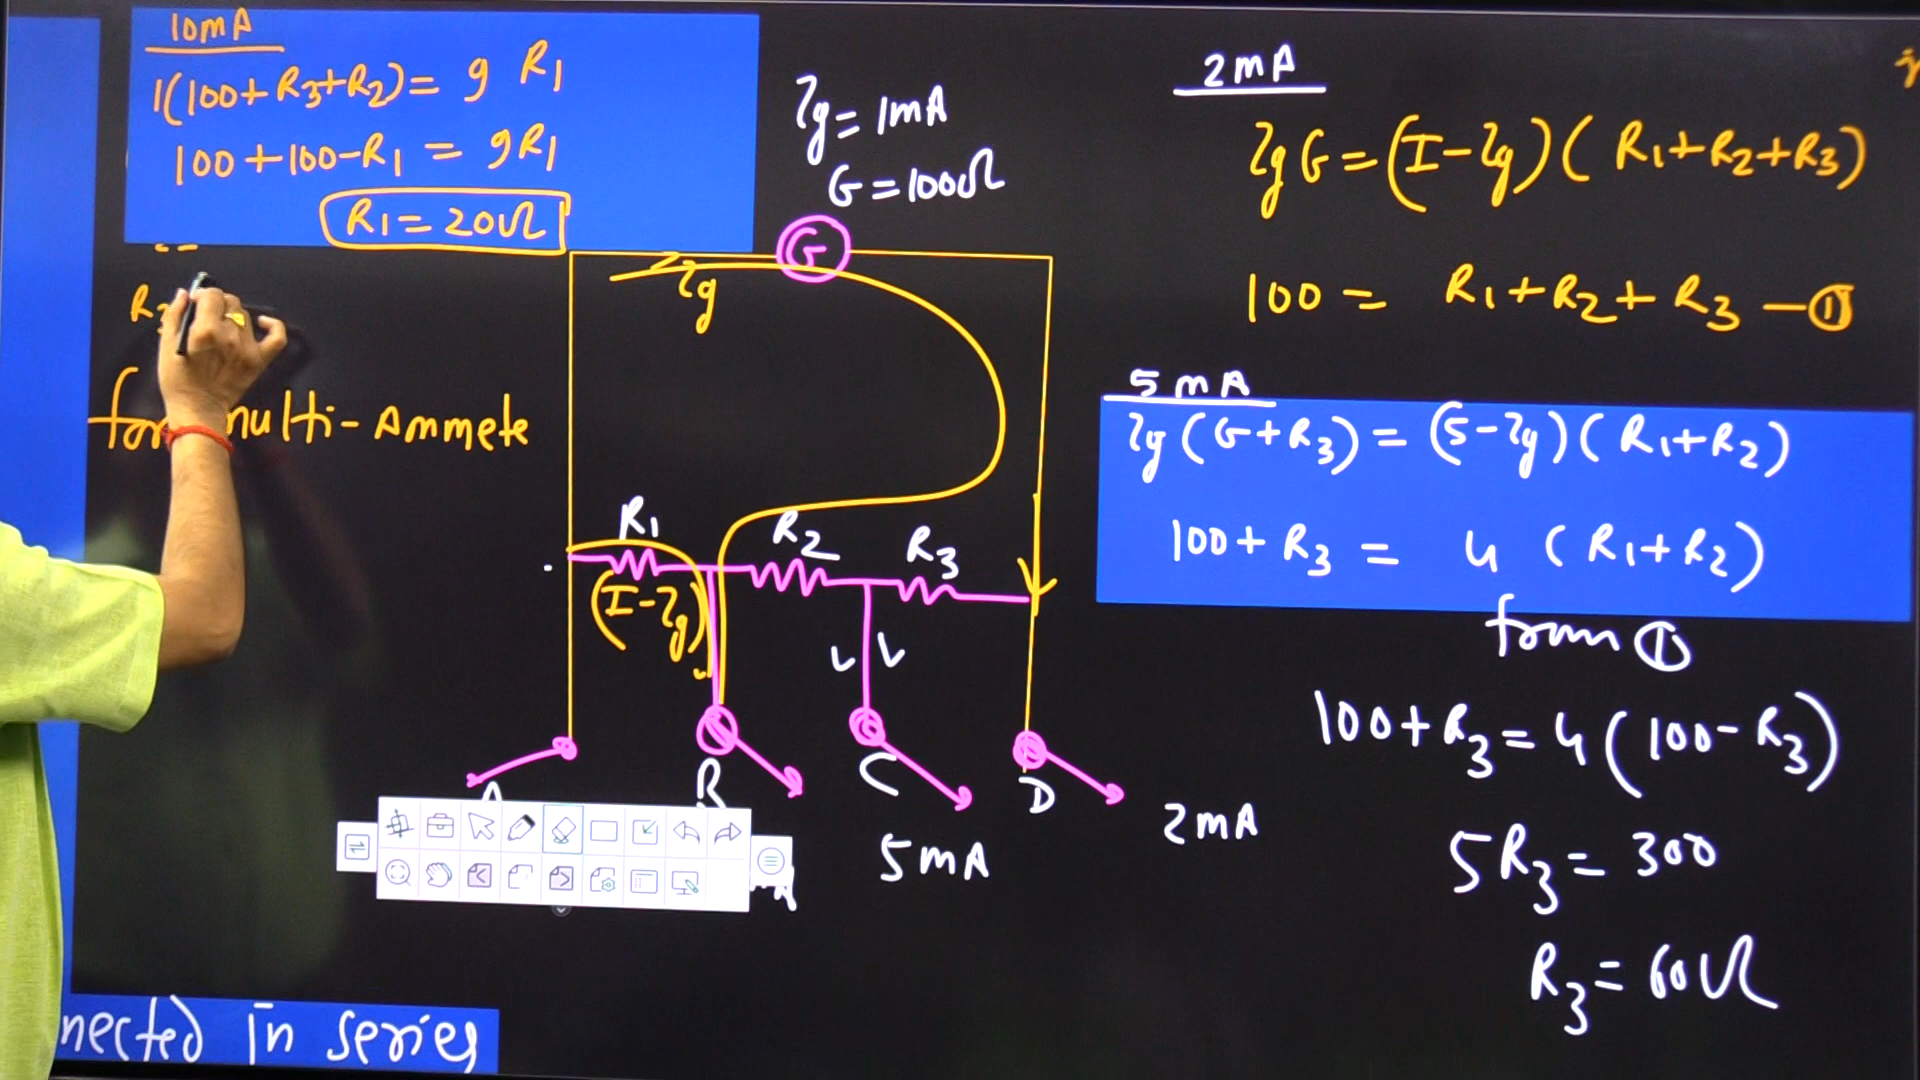 10mA
1(100+R3+R2) = 9 R1
100+100-R1 = 9R1
R1 = 20Ω
R3
for multi-Ammete
nected in series
Ig = 1mA
G = 100Ω
G
Ig
R1
R2
R3
(I-Ig)
A
B
C
D
5mA
2mA
2mA
IgG = (I-Ig)(R1+R2+R3)
100 = R1+R2+R3 - ①
5mA
Ig(G+R3) = (5-Ig)(R1+R2)
100+R3 = 4(R1+R2)
from ①
100+R3 = 4(100-R3)
5R3 = 300
R3 = 60Ω